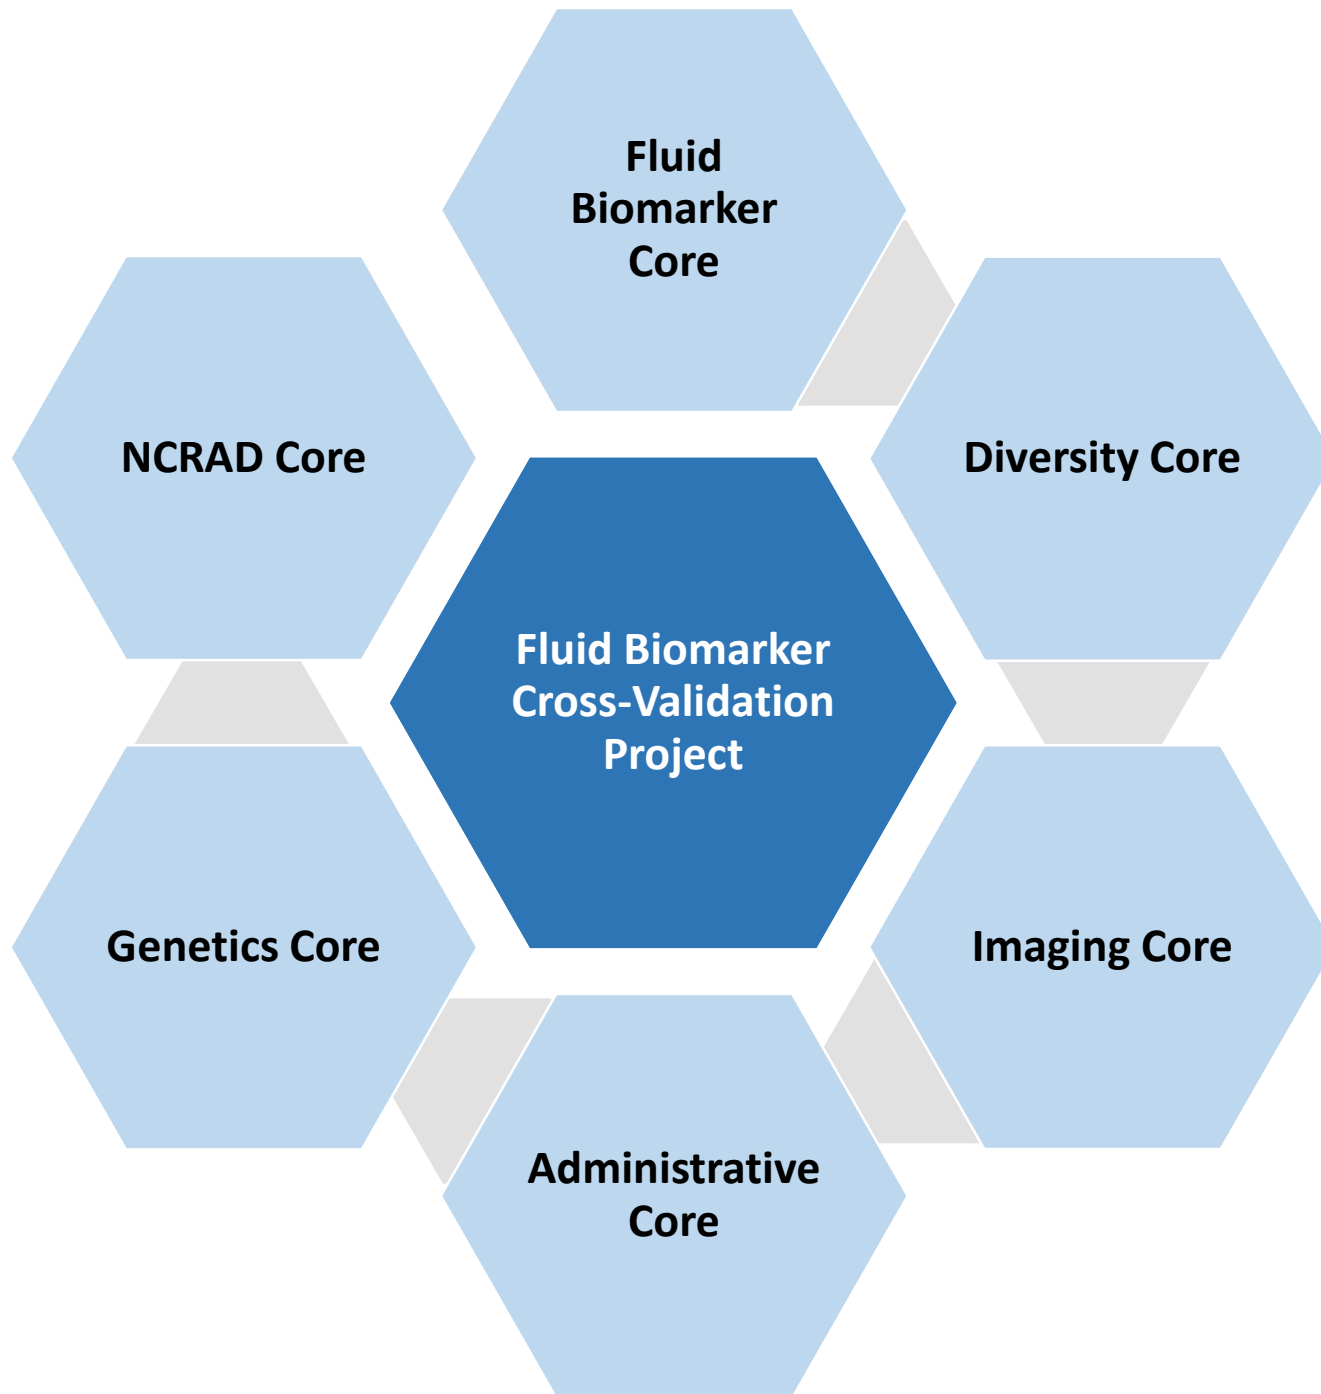 Fluid
Biomarker
Core
NCRAD Core
Diversity Core
Fluid Biomarker
Cross-Validation
Project
Genetics Core
Imaging Core
Administrative
Core